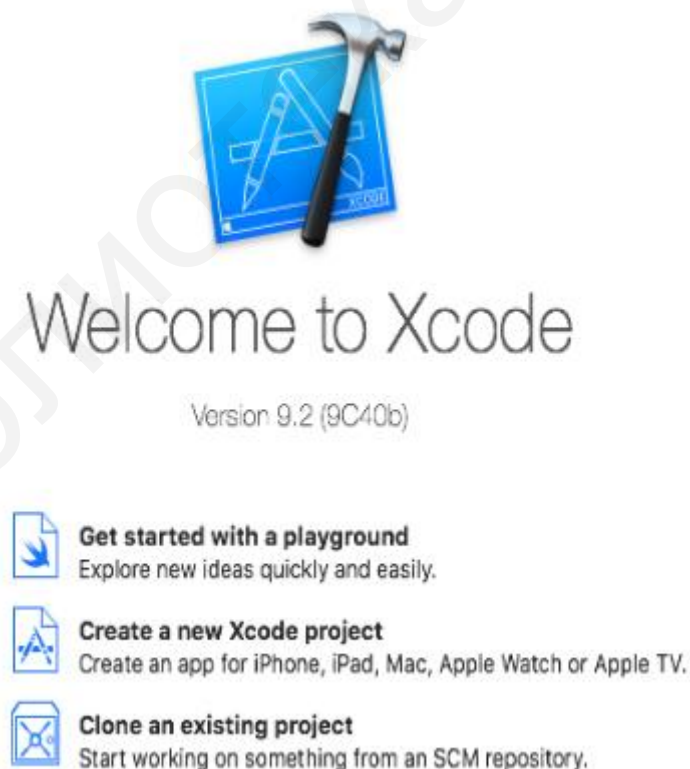 XCODE
Welcome to Xcode
Version 9.2 (9C40b)
Get started with a playground
Explore new ideas quickly and easily.
Create a new Xcode project
Create an app for iPhone, iPad, Mac, Apple Watch or Apple TV.
Clone an existing project
Start working on something from an SCM repository.